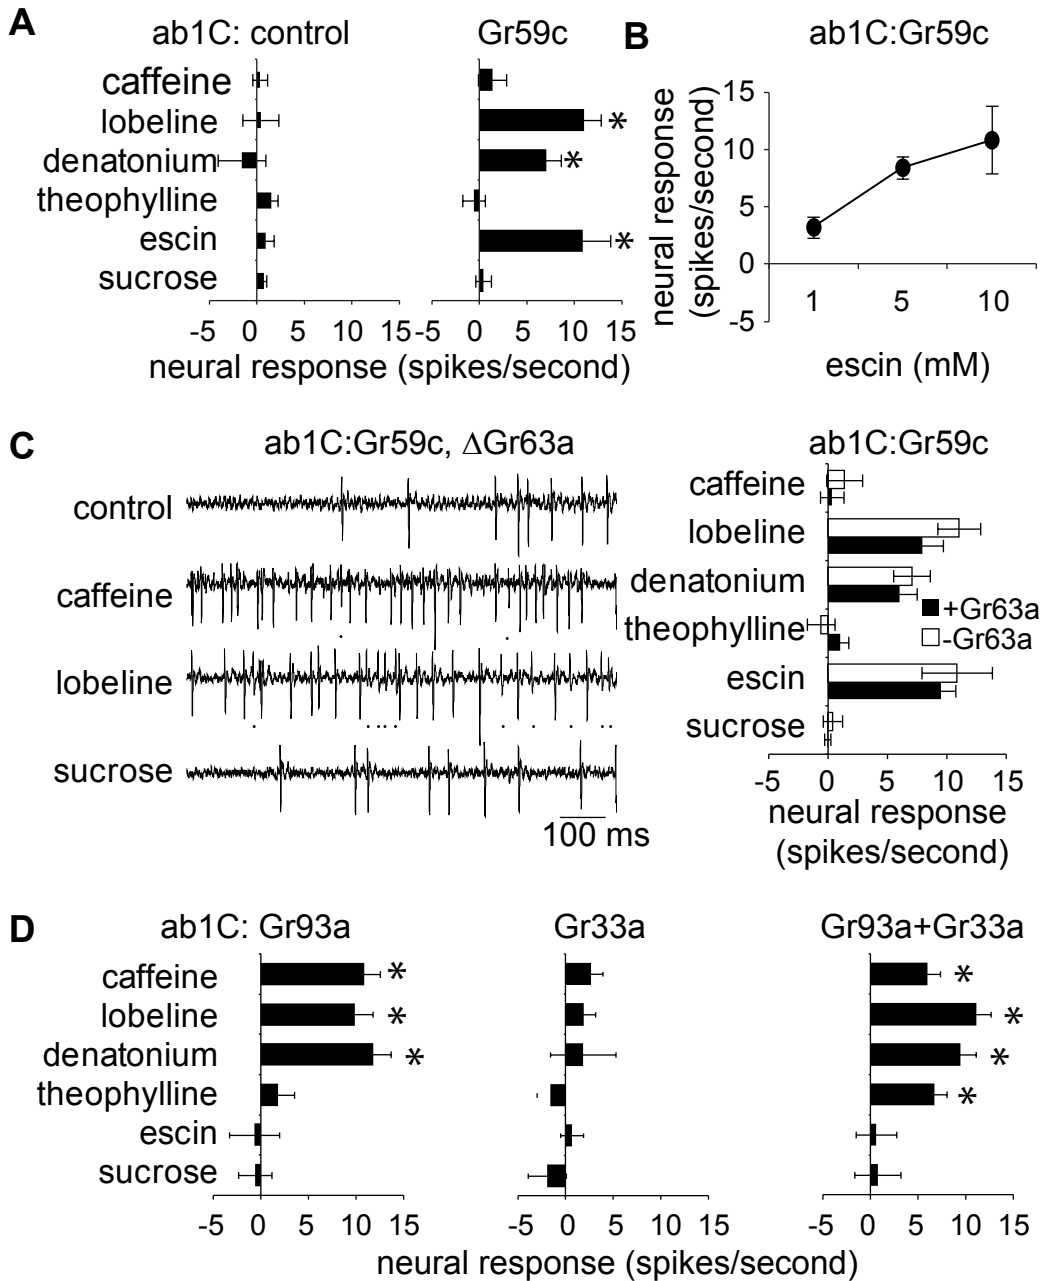 A
ab1C: control
Gr59c
caffeine
lobeline
*
denatonium
*
theophylline
escin
*
sucrose
-5 0 5 10 15
-5 0 5 10 15
neural response (spikes/second)
B
ab1C:Gr59c
neural response
(spikes/second)
15
10
5
0
-5
1 5 10
escin (mM)
C
ab1C:Gr59c, ΔGr63a
control
caffeine
lobeline
sucrose
100 ms
ab1C:Gr59c
caffeine
lobeline
denatonium
theophylline
escin
sucrose
+Gr63a
-Gr63a
-5 0 5 10 15
neural response
(spikes/second)
D
ab1C: Gr93a
Gr33a
Gr93a+Gr33a
caffeine * *
lobeline * *
denatonium * *
theophylline *
escin
sucrose
-5 0 5 10 15
-5 0 5 10 15
-5 0 5 10 15
neural response (spikes/second)